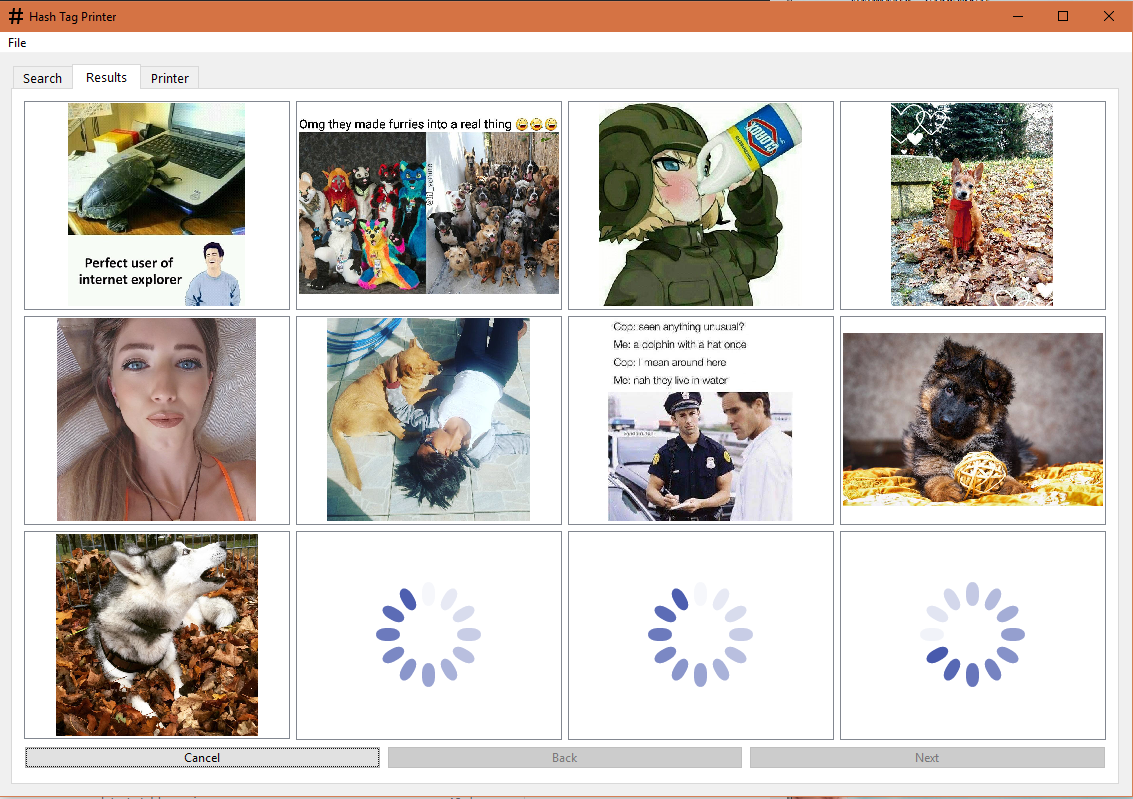 Hash Tag Printer
File
Search
Results
Printer
Perfect user of
internet explorer
Omg they made furries into a real thing 😂😂😂
CLOROX
Cop: seen anything unusual?
Me: a dolphin with a hat once
Cop: I mean around here
Me: nah they live in water
Cancel
Back
Next